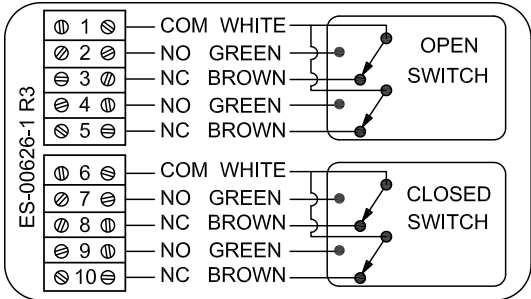 ES-00626-1 R3
1 COM WHITE
2 NO GREEN
3 NC BROWN
4 NO GREEN
5 NC BROWN
OPEN
SWITCH
6 COM WHITE
7 NO GREEN
8 NC BROWN
9 NO GREEN
10 NC BROWN
CLOSED
SWITCH